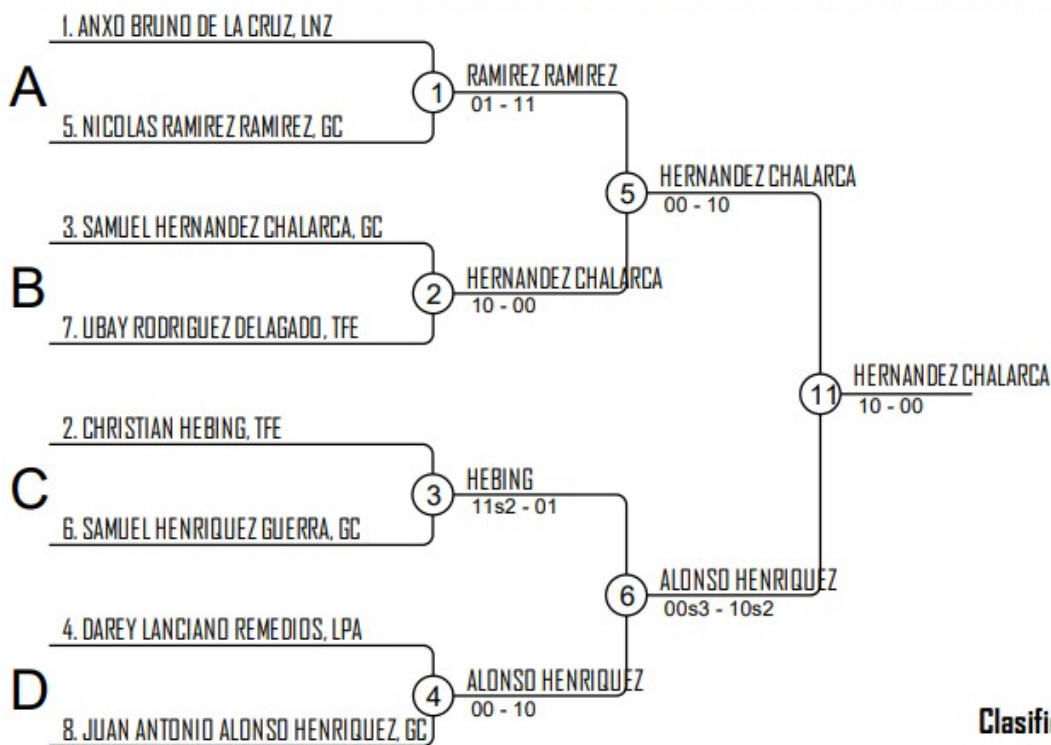 1. ANXO BRUNO DE LA CRUZ, LNZ
A
1
RAMIREZ RAMIREZ
01 - 11
5. NICOLAS RAMIREZ RAMIREZ, GC
5
HERNANDEZ CHALARCA
00 - 10
3. SAMUEL HERNANDEZ CHALARCA, GC
B
2
HERNANDEZ CHALARCA
10 - 00
7. UBAY RODRIGUEZ DELAGADO, TFE
11
HERNANDEZ CHALARCA
10 - 00
2. CHRISTIAN HEBING, TFE
C
3
HEBING
11s2 - 01
6. SAMUEL HENRIQUEZ GUERRA, GC
6
ALONSO HENRIQUEZ
00s3 - 10s2
4. DAREY LANCIANO REMEDIOS, LPA
D
4
ALONSO HENRIQUEZ
00 - 10
8. JUAN ANTONIO ALONSO HENRIQUEZ, GC